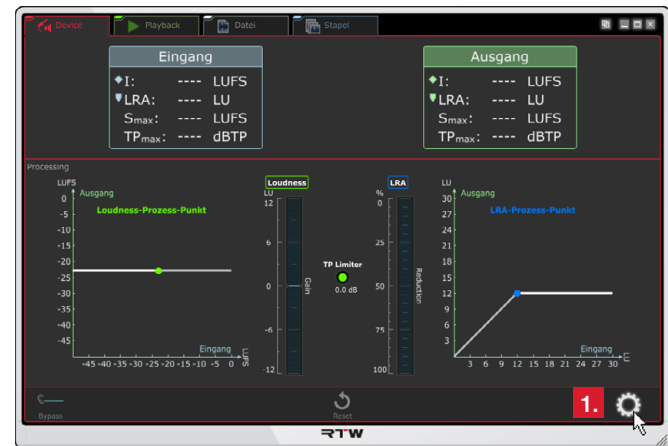 Device Playback Datei Stapel
Eingang
I: ---- LUFS
LRA: ---- LU
Smax: ---- LUFS
TPmax: ---- dBTP
Ausgang
I: ---- LUFS
LRA: ---- LU
Smax: ---- LUFS
TPmax: ---- dBTP
Processing
LUFS
Ausgang
Loudness-Prozess-Punkt
0
-5
-10
-15
-20
-25
-30
-35
-40
-45
Eingang
-45 -40 -35 -30 -25 -20 -15 -10 -5 0
LUFS
Loudness
LU
12
6
0
-6
-12
Gain
TP Limiter
0.0 dB
LRA
%
0
25
50
75
100
Reduction
LU
Ausgang
LRA-Prozess-Punkt
30
27
24
21
18
15
12
9
6
3
Eingang
3 6 9 12 15 18 21 24 27 30
LU
Bypass
Reset
1.
RTW